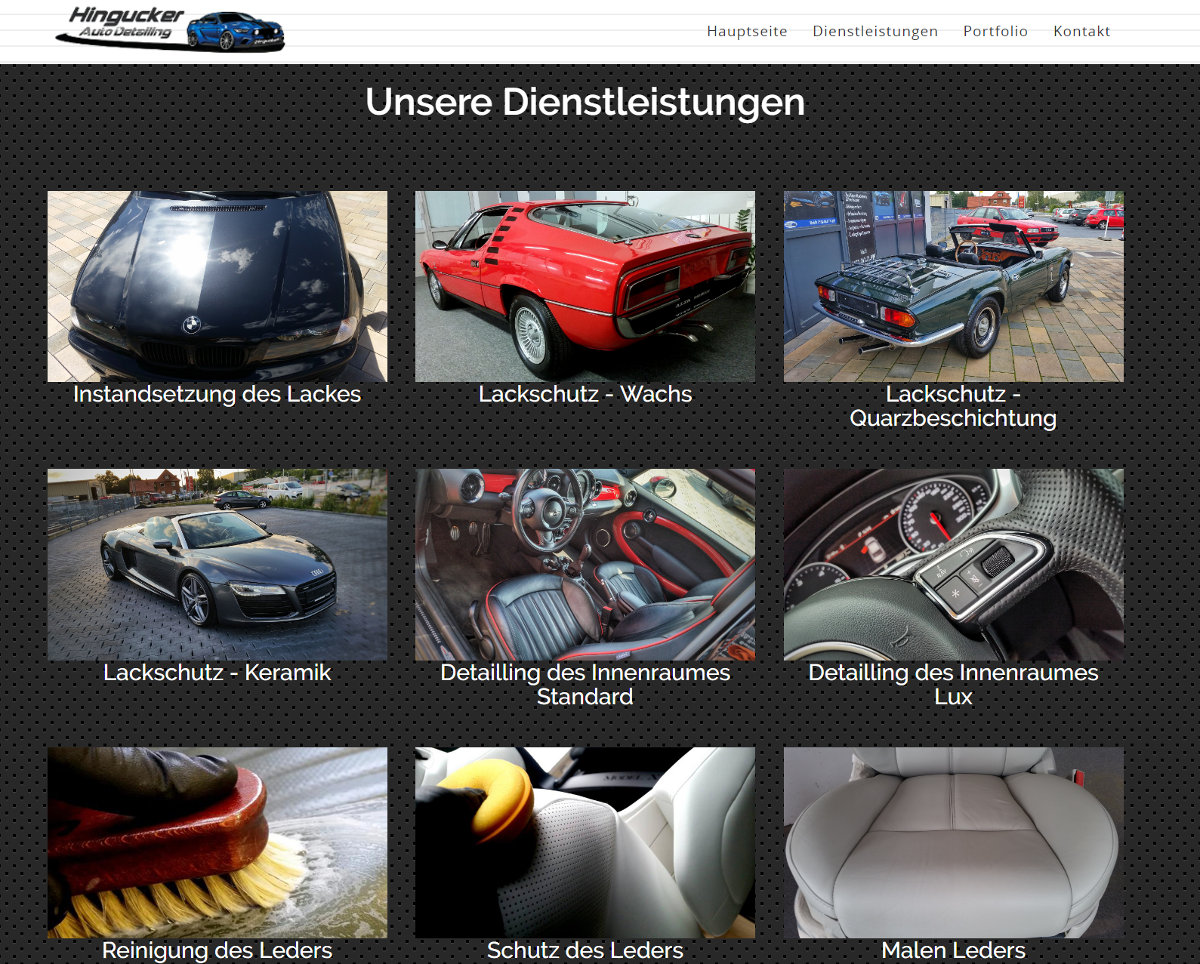 Hingucker
Auto Detailing
Hauptseite Dienstleistungen Portfolio Kontakt
Unsere Dienstleistungen
Instandsetzung des Lackes
Lackschutz - Wachs
Lackschutz -
Quarzbeschichtung
Lackschutz - Keramik
Detailling des Innenraumes
Standard
Detailling des Innenraumes
Lux
Reinigung des Leders
Schutz des Leders
Malen Leders